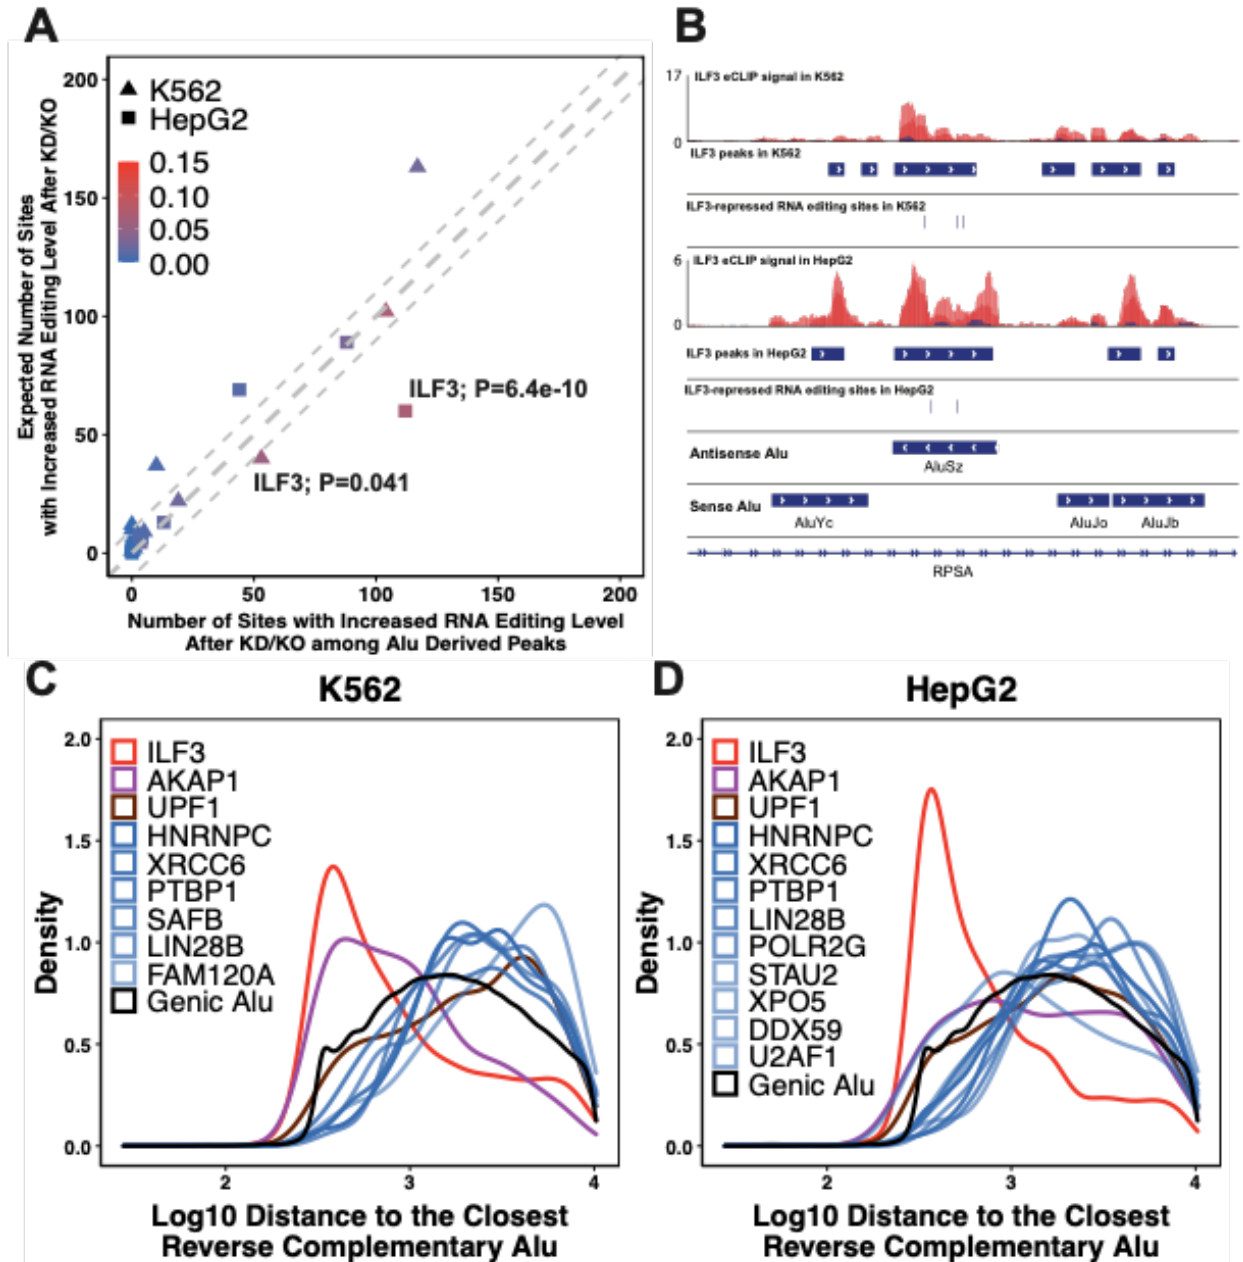 A
200
150
100
50
0
K562
HepG2
0.15
0.10
0.05
0.00
ILF3; P=6.4e-10
ILF3; P=0.041
0 50 100 150 200
Expected Number of Sites
with Increased RNA Editing Level After KD/KO
Number of Sites with Increased RNA Editing Level
After KD/KO among Alu Derived Peaks
B
17
ILF3 eCLIP signal in K562
0
ILF3 peaks in K562
ILF3-repressed RNA editing sites in K562
6
ILF3 eCLIP signal in HepG2
0
ILF3 peaks in HepG2
ILF3-repressed RNA editing sites in HepG2
Antisense Alu
AluSz
Sense Alu
AluYc AluJo AluJb
RPSA
C
K562
2.0
1.5
1.0
0.5
0.0
ILF3
AKAP1
UPF1
HNRNPC
XRCC6
PTBP1
SAFB
LIN28B
FAM120A
Genic Alu
Density
2 3 4
Log10 Distance to the Closest
Reverse Complementary Alu
D
HepG2
2.0
1.5
1.0
0.5
0.0
ILF3
AKAP1
UPF1
HNRNPC
XRCC6
PTBP1
LIN28B
POLR2G
STAU2
XPO5
DDX59
U2AF1
Genic Alu
Density
2 3 4
Log10 Distance to the Closest
Reverse Complementary Alu